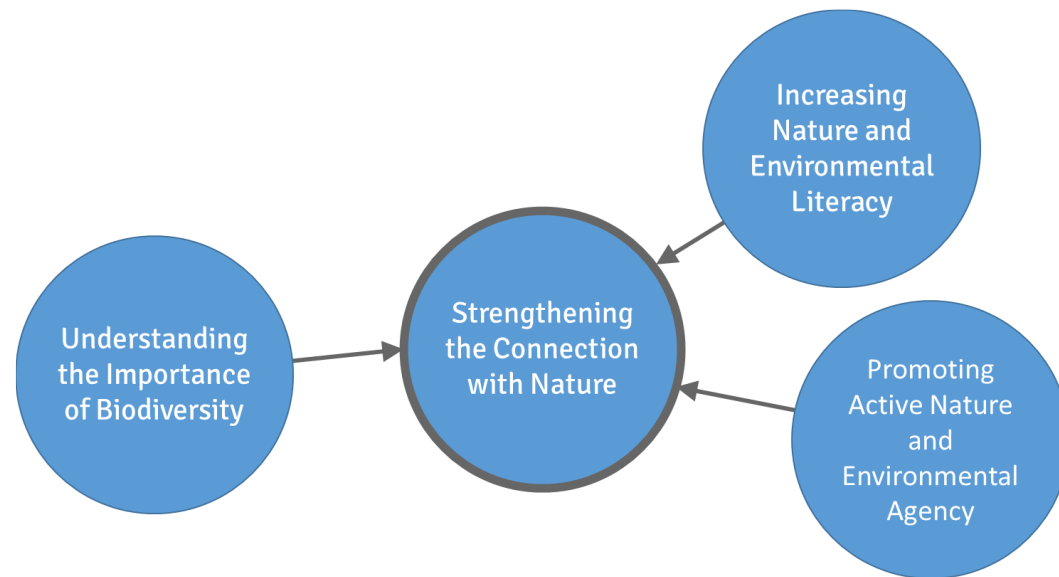 Increasing
Nature and
Environmental
Literacy
Strengthening
the Connection
with Nature
Understanding
the Importance
of Biodiversity
Promoting
Active Nature
and
Environmental
Agency